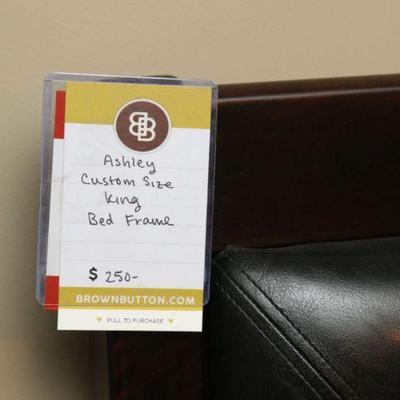 BB
Ashley
Custom Size
King
Bed Frame
$ 250-
BROWNBUTTON.COM
PULL TO PURCHASE